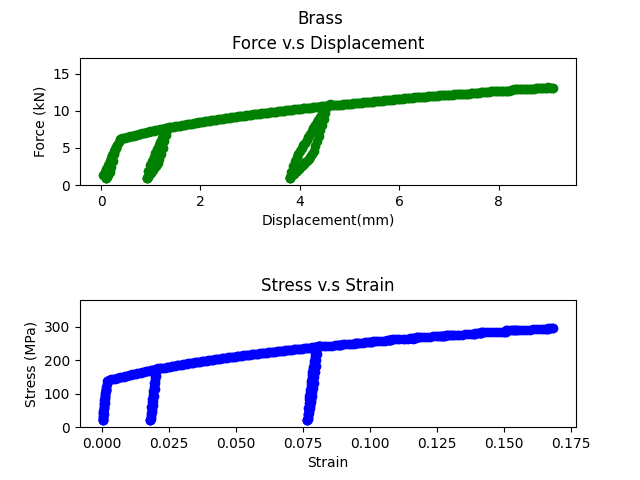 Brass
Force v.s Displacement
15
10
5
0
Force (kN)
0 2 4 6 8
Displacement(mm)
Stress v.s Strain
300
200
100
0
Stress (MPa)
0.000 0.025 0.050 0.075 0.100 0.125 0.150 0.175
Strain